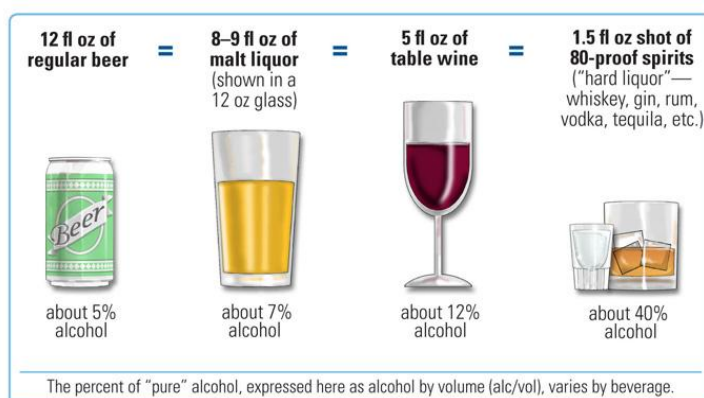 12 fl oz of
regular beer
=
8–9 fl oz of
malt liquor
(shown in a
12 oz glass)
=
5 fl oz of
table wine
=
1.5 fl oz shot of
80-proof spirits
(“hard liquor”—
whiskey, gin, rum,
vodka, tequila, etc.)
Beer
about 5%
alcohol
about 7%
alcohol
about 12%
alcohol
about 40%
alcohol
The percent of “pure” alcohol, expressed here as alcohol by volume (alc/vol), varies by beverage.